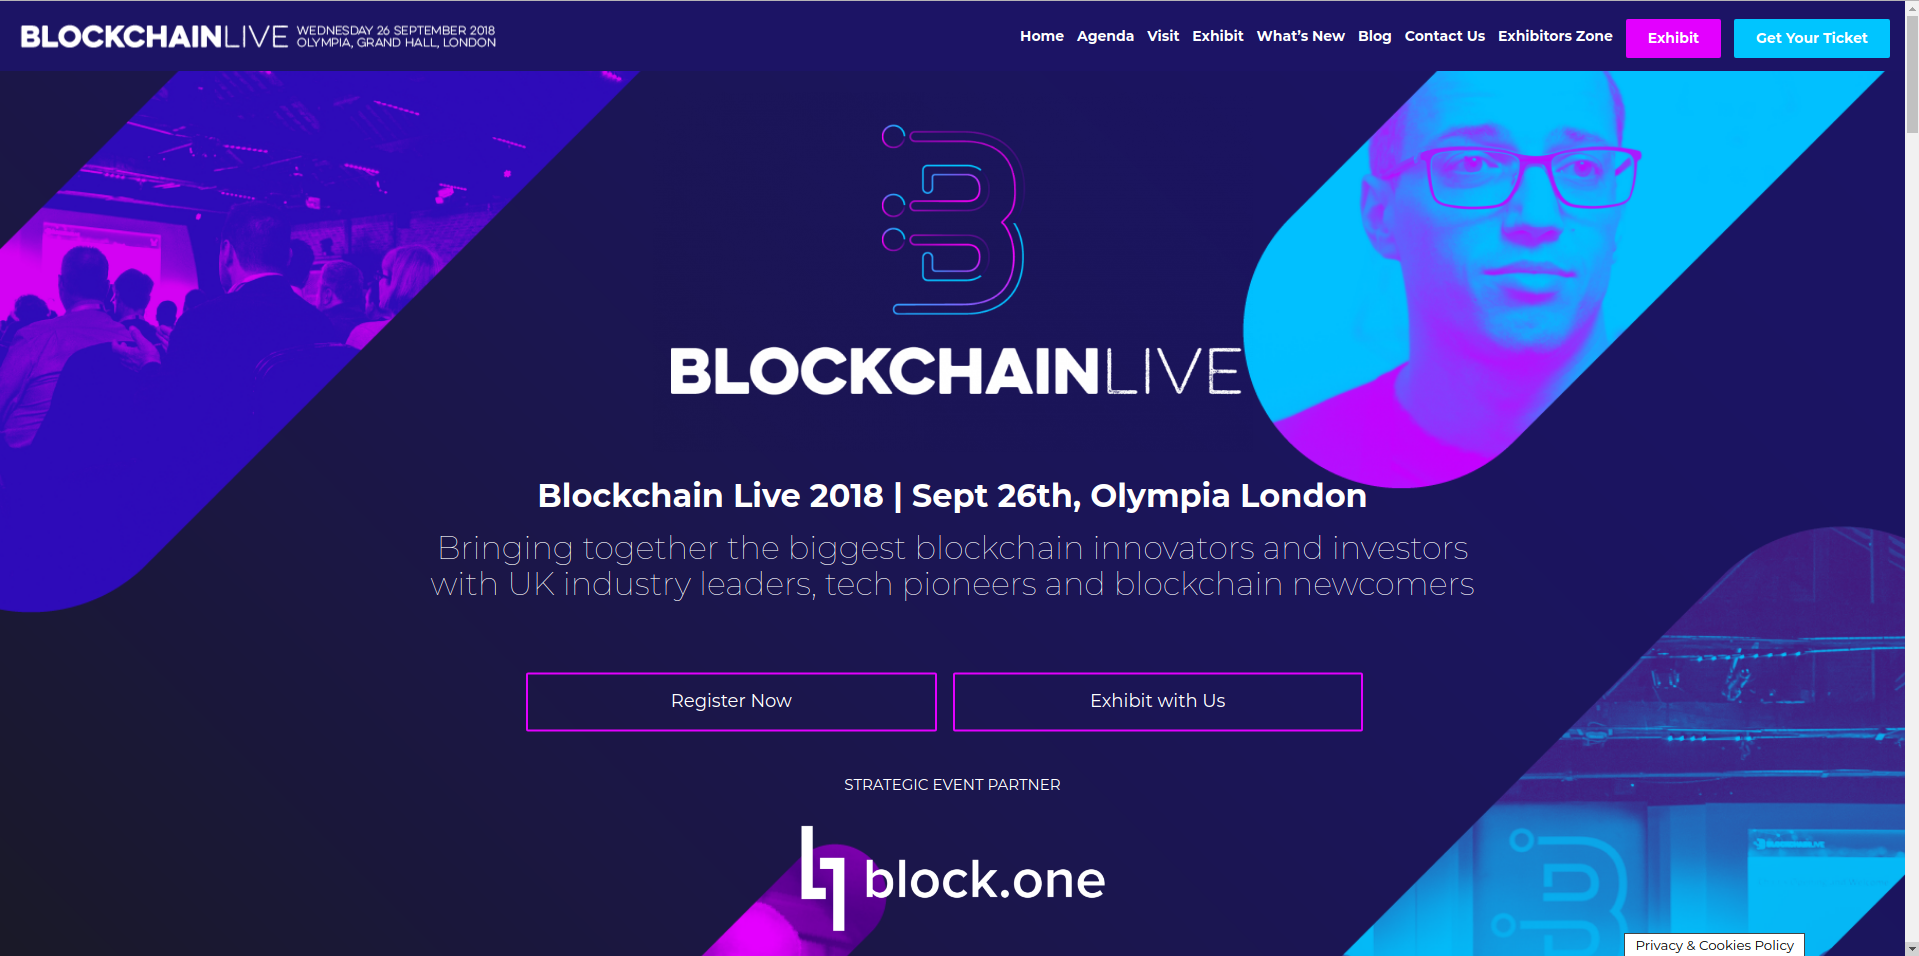 BLOCKCHAINLIVE
WEDNESDAY 26 SEPTEMBER 2018
OLYMPIA, GRAND HALL, LONDON
Home Agenda Visit Exhibit What's New Blog Contact Us Exhibitors Zone Exhibit Get Your Ticket
BLOCKCHAINLIVE
Blockchain Live 2018 | Sept 26th, Olympia London
Bringing together the biggest blockchain innovators and investors
with UK industry leaders, tech pioneers and blockchain newcomers
Register Now Exhibit with Us
STRATEGIC EVENT PARTNER
block.one
BLOCKCHAINLIVE
Privacy & Cookies Policy